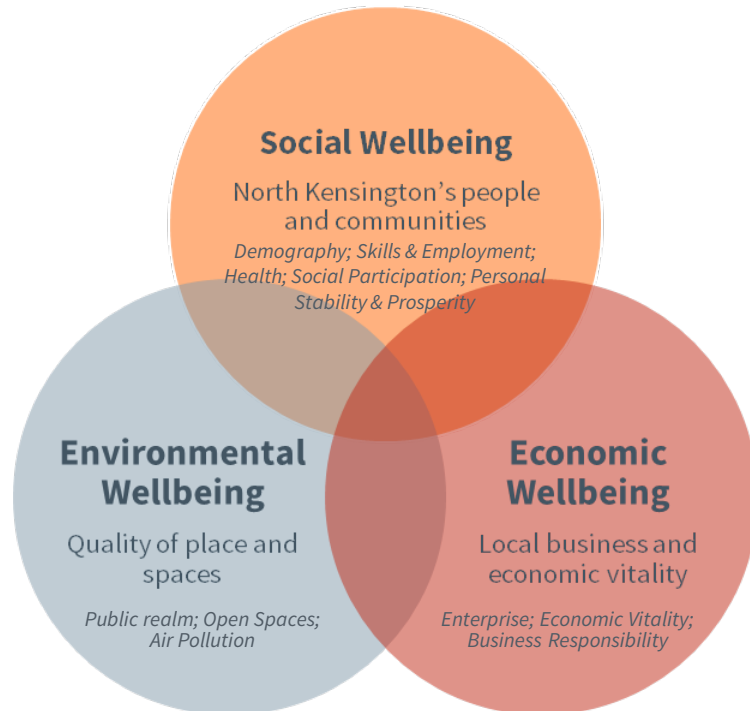 Social Wellbeing
North Kensington’s people
and communities
Demography; Skills & Employment;
Health; Social Participation; Personal
Stability & Prosperity
Environmental
Wellbeing
Quality of place and
spaces
Public realm; Open Spaces;
Air Pollution
Economic
Wellbeing
Local business and
economic vitality
Enterprise; Economic Vitality;
Business Responsibility